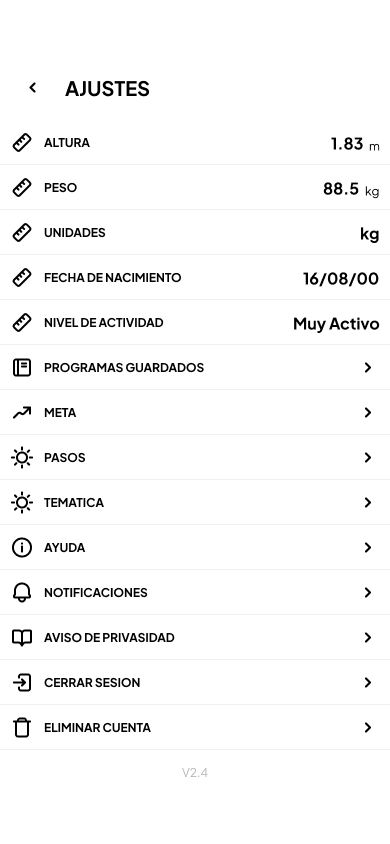 AJUSTES
ALTURA 1.83 m
PESO 88.5 kg
UNIDADES kg
FECHA DE NACIMIENTO 16/08/00
NIVEL DE ACTIVIDAD Muy Activo
PROGRAMAS GUARDADOS
META
PASOS
TEMATICA
AYUDA
NOTIFICACIONES
AVISO DE PRIVASIDAD
CERRAR SESION
ELIMINAR CUENTA
V2.4